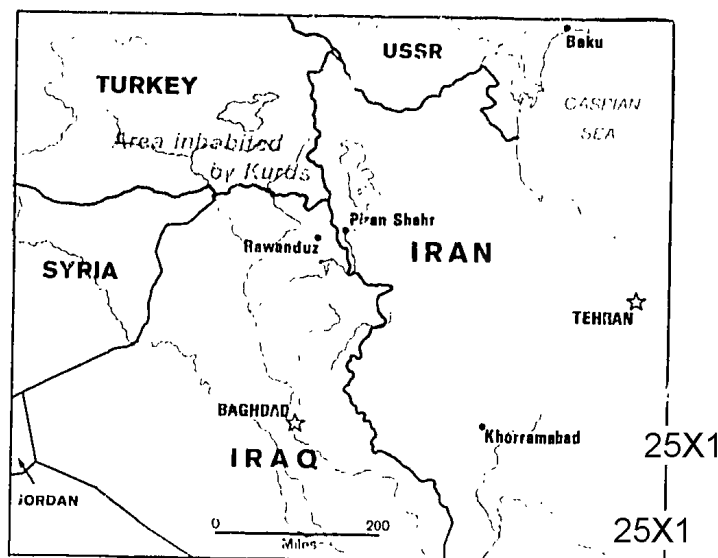 USSR
Baku
TURKEY
CASPIAN
SEA
Area inhabited
by Kurds
Piran Shahr
Rawanduz
IRAN
SYRIA
TEHRAN
BAGHDAD
Khorramabad
25X1
IRAQ
JORDAN
0 200
Miles
25X1